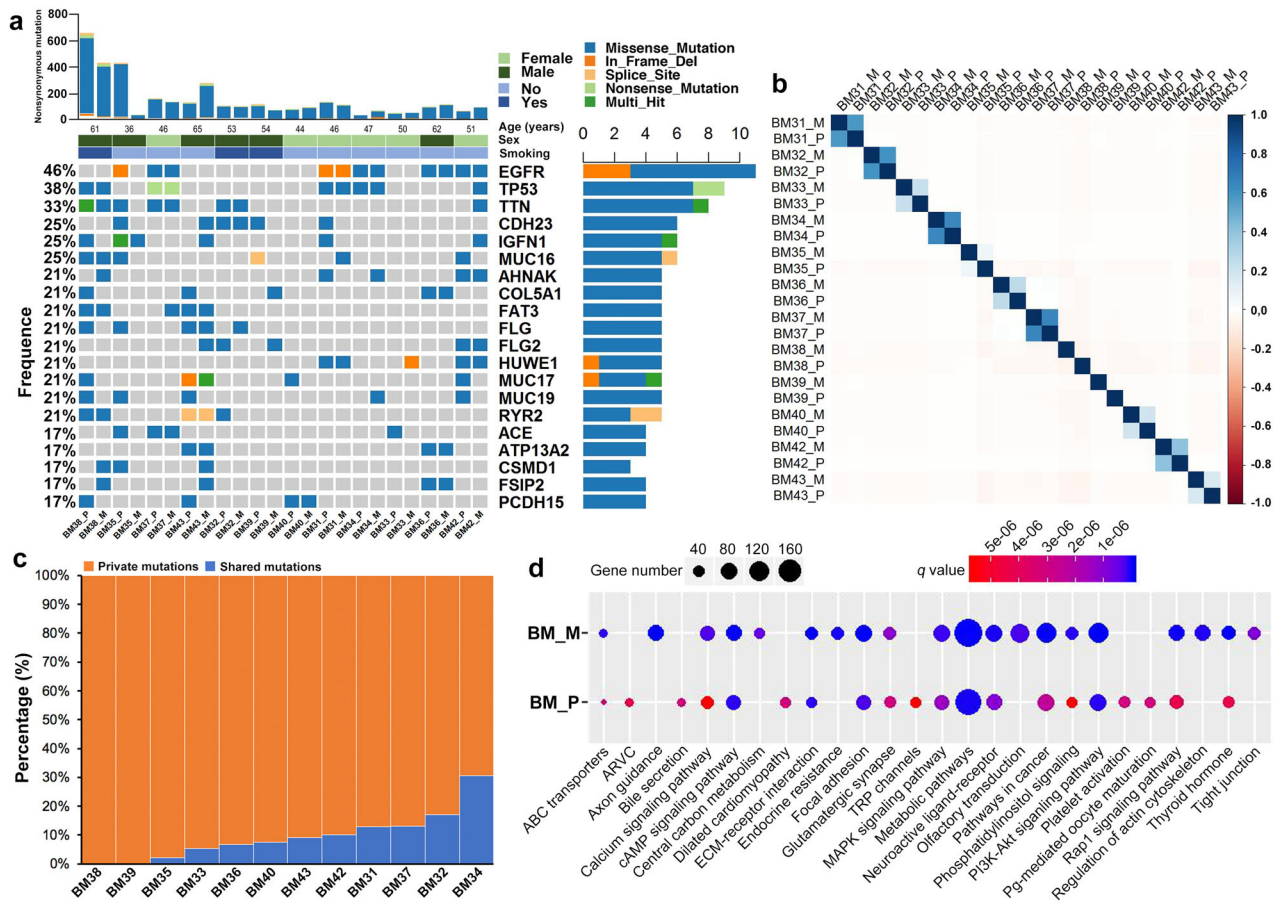 a
800
600
400
200
0
Nonsynonymous mutation
Female
Male
No
Yes
Missense_Mutation
In_Frame_Del
Splice_Site
Nonsense_Mutation
Multi_Hit
61 36 46 65 53 54 44 46 47 50 62 51
Age (years)
Sex
Smoking
0 2 4 6 8 10
Frequence
46% EGFR
38% TP53
33% TTN
25% CDH23
25% IGFN1
25% MUC16
21% AHNAK
21% COL5A1
21% FAT3
21% FLG
21% FLG2
21% HUWE1
21% MUC17
21% MUC19
21% RYR2
17% ACE
17% ATP13A2
17% CSMD1
17% FSIP2
17% PCDH15
BM38_P BM38_M BM35_P BM35_M BM37_P BM37_M BM43_P BM43_M BM32_P BM32_M BM39_P BM39_M BM40_P BM40_M BM31_P BM31_M BM34_P BM34_M BM33_P BM33_M BM36_P BM36_M BM42_P BM42_M
b
BM31_M BM31_P BM32_M BM32_P BM33_M BM33_P BM34_M BM34_P BM35_M BM35_P BM36_M BM36_P BM37_M BM37_P BM38_M BM38_P BM39_M BM39_P BM40_M BM40_P BM42_M BM42_P BM43_M BM43_P
BM31_M
BM31_P
BM32_M
BM32_P
BM33_M
BM33_P
BM34_M
BM34_P
BM35_M
BM35_P
BM36_M
BM36_P
BM37_M
BM37_P
BM38_M
BM38_P
BM39_M
BM39_P
BM40_M
BM40_P
BM42_M
BM42_P
BM43_M
BM43_P
1.0
0.8
0.6
0.4
0.2
0,0
-0.2
-0.4
-0.6
-0.8
-1.0
c
Private mutations Shared mutations
100%
90%
80%
70%
60%
50%
40%
30%
20%
10%
0%
Percentage (%)
BM38 BM39 BM35 BM33 BM36 BM40 BM43 BM42 BM31 BM37 BM32 BM34
d
40 80 120 160
Gene number
5e-06 4e-06 3e-06 2e-06 1e-06
q value
BM_M
BM_P
ABC transporters
ARVC
Axon guidance
Bile secretion
Calcium signaling pathway
cAMP signaling pathway
Central carbon metabolism
Dilated cardiomyopathy
ECM-receptor interaction
Endocrine resistance
Focal adhesion
Glutamatergic synapse
TRP channels
MAPK signaling pathway
Metabolic pathways
Neuroactive ligand-receptor
Olfactory transduction
Pathways in cancer
Phosphatidylinositol signaling
PI3K-Akt signaling pathway
Platelet activation
Pg-mediated oocyte maturation
Rap1 signaling pathway
Regulation of actin cytoskeleton
Thyroid hormone
Tight junction